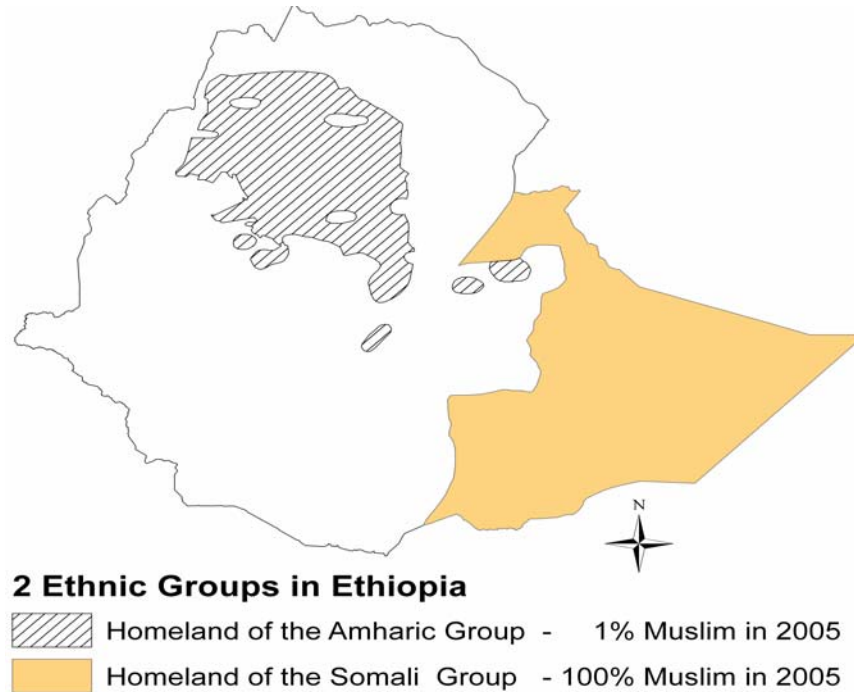 N
2 Ethnic Groups in Ethiopia
Homeland of the Amharic Group - 1% Muslim in 2005
Homeland of the Somali Group - 100% Muslim in 2005